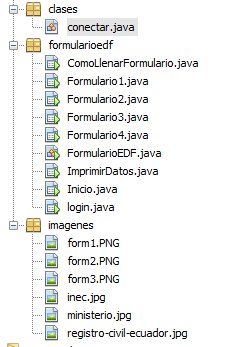 clases
conectar.java
formularioedf
ComoLlenarFormulario.java
Formulario1.java
Formulario2.java
Formulario3.java
Formulario4.java
FormularioEDF.java
ImprimirDatos.java
Inicio.java
login.java
imagenes
form1.PNG
form2.PNG
form3.PNG
inec.jpg
ministerio.jpg
registro-civil-ecuador.jpg